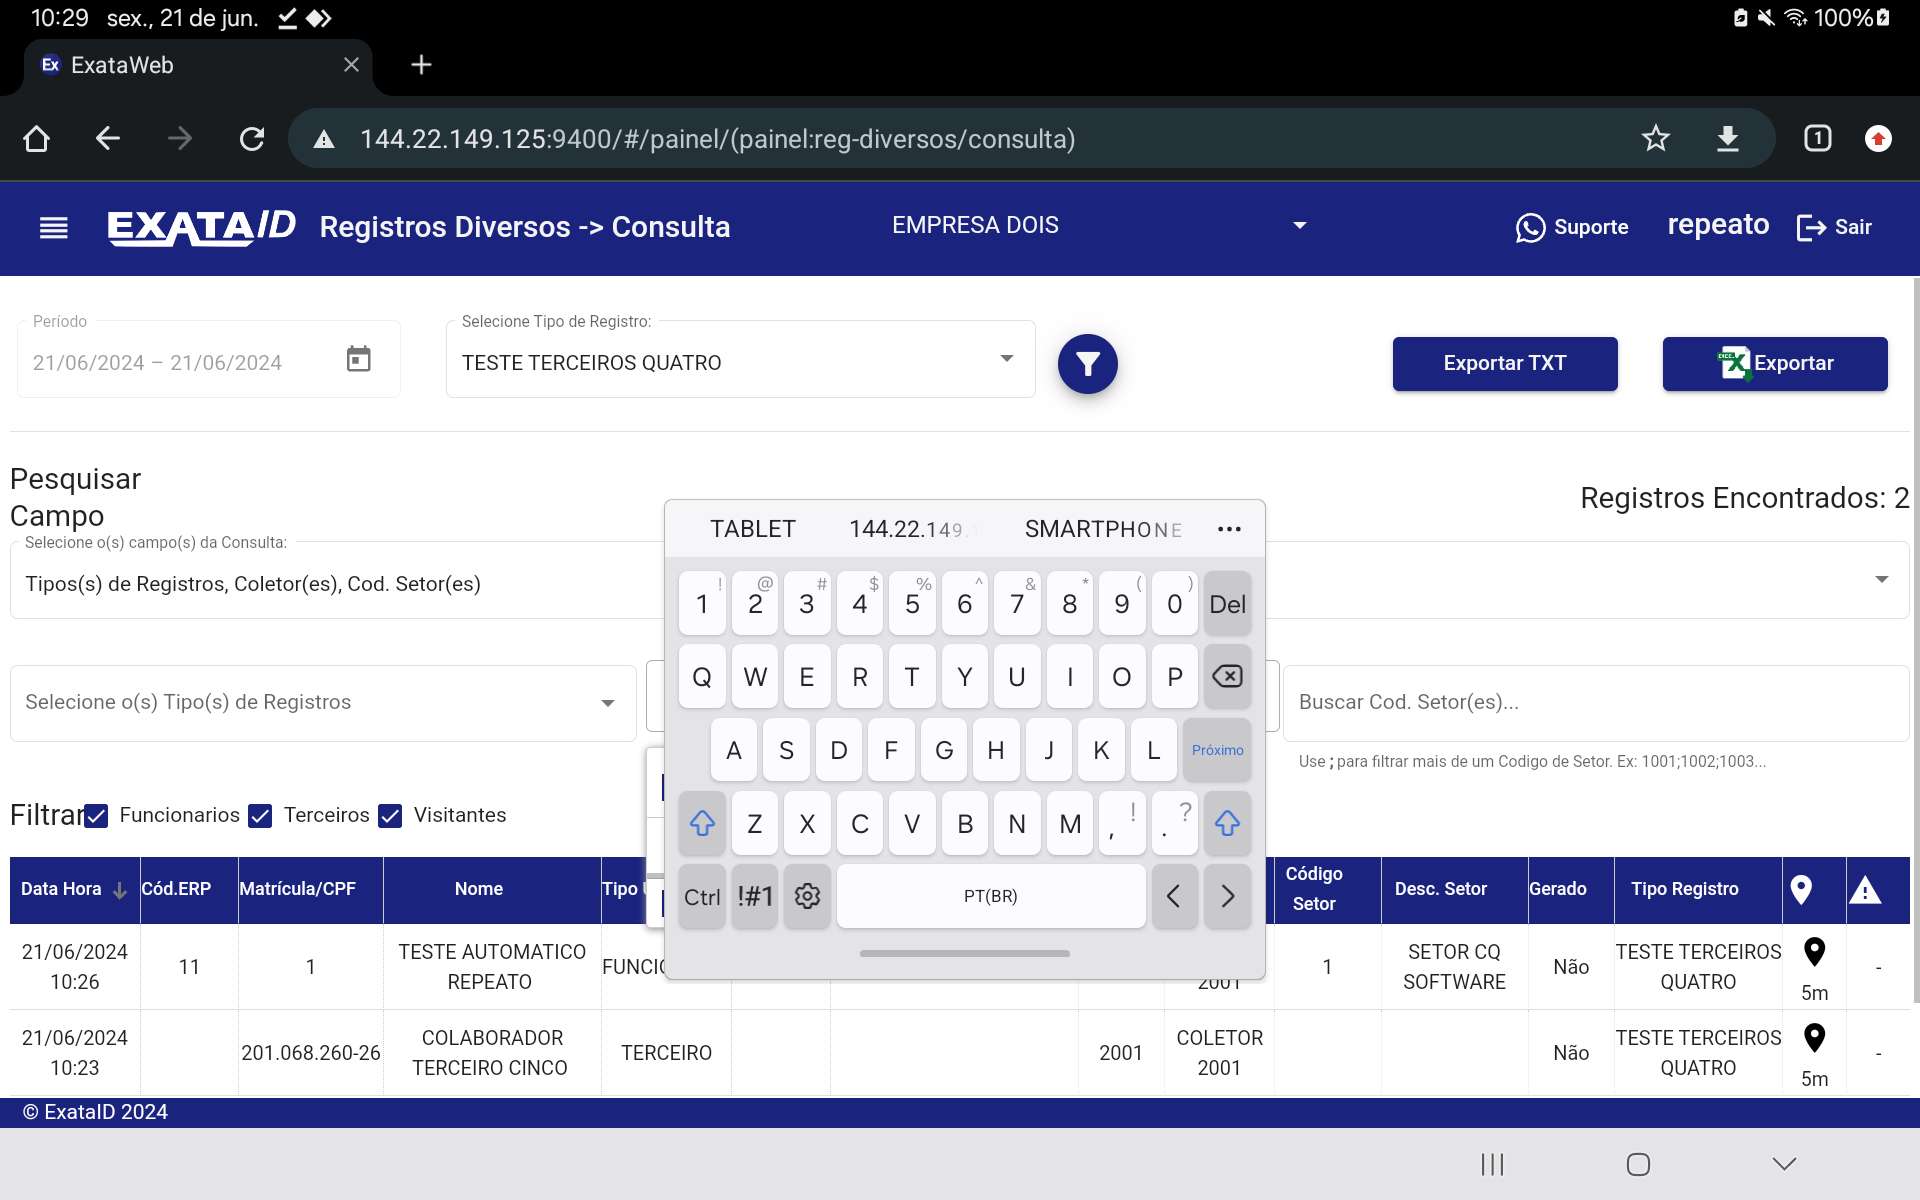 10:29 sex., 21 de jun. 100%
Ex ExataWeb
144.22.149.125:9400/#/painel/(painel:reg-diversos/consulta) 1
EXATAID Registros Diversos -> Consulta EMPRESA DOIS Suporte repeato Sair
Período Selecione Tipo de Registro:
21/06/2024 – 21/06/2024 TESTE TERCEIROS QUATRO Exportar TXT Exportar
Pesquisar
Campo
Registros Encontrados: 2
Selecione o(s) campo(s) da Consulta:
Tipos(s) de Registros, Coletor(es), Cod. Setor(es)
Selecione o(s) Tipo(s) de Registros Buscar Cod. Setor(es)...
Use ; para filtrar mais de um Codigo de Setor. Ex: 1001;1002;1003...
TABLET 144.22.149.1 SMARTPHONE ...
! @ # $ % ^ & * ( )
1 2 3 4 5 6 7 8 9 0 Del
Q W E R T Y U I O P
A S D F G H J K L Próximo
Z X C V B N M , ! . ?
Ctrl !#1 PT(BR) < >
Filtrar Funcionarios Terceiros Visitantes
Data Hora Cód.ERP Matrícula/CPF Nome Tipo Código Setor Desc. Setor Gerado Tipo Registro
21/06/2024 10:26 11 1 TESTE AUTOMATICO REPEATO FUNCIO 2001 1 SETOR CQ SOFTWARE Não TESTE TERCEIROS QUATRO 5m -
21/06/2024 10:23 201.068.260-26 COLABORADOR TERCEIRO CINCO TERCEIRO 2001 COLETOR 2001 Não TESTE TERCEIROS QUATRO 5m -
© ExataID 2024